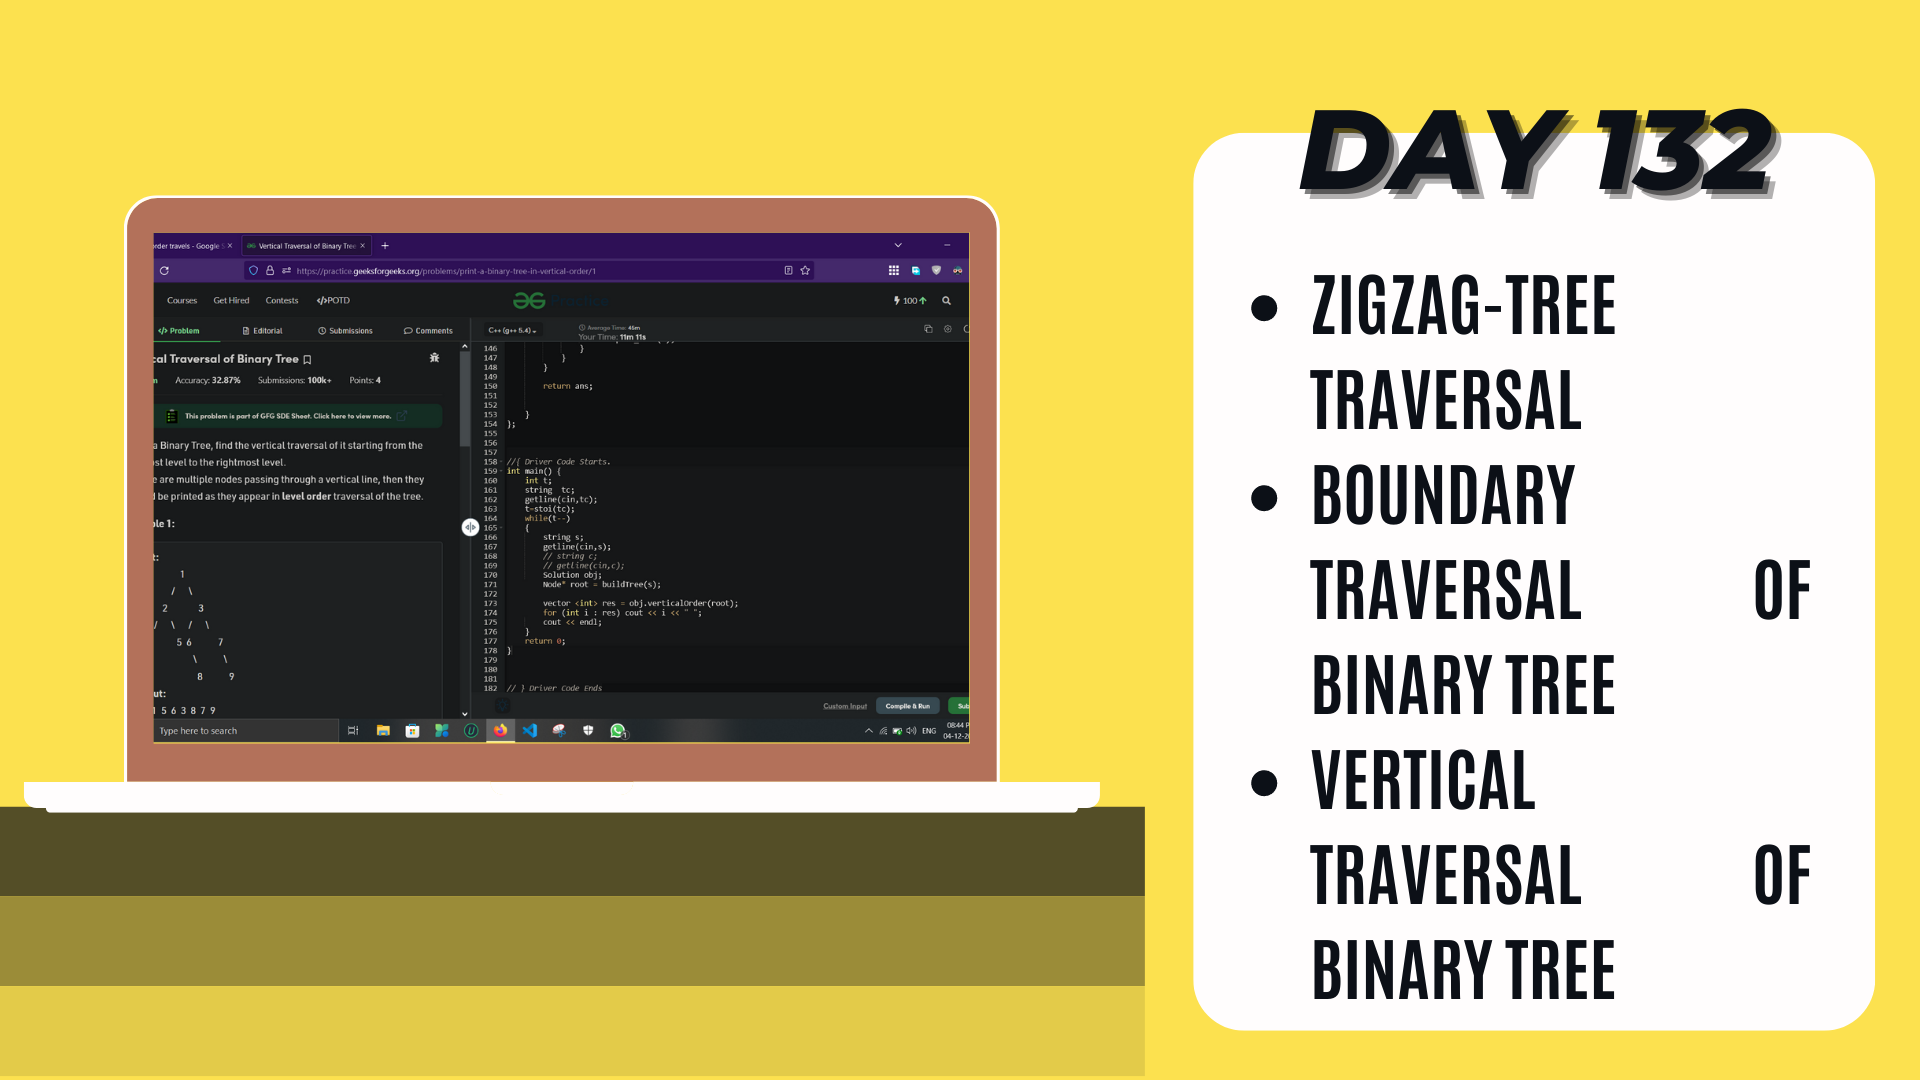 DAY 132
ZIGZAG-TREE
TRAVERSAL
BOUNDARY
TRAVERSAL OF
BINARY TREE
VERTICAL
TRAVERSAL OF
BINARY TREE
rder travels - Google S
Vertical Traversal of Binary Tree
https://practice.geeksforgeeks.org/problems/print-a-binary-tree-in-vertical-order/1
Courses Get Hired Contests </>POTD
100
</> Problem Editorial Submissions Comments
C++ (g++ 5.4)
Average Time: 45m
Your Time: 11m 11s
cal Traversal of Binary Tree
m Accuracy: 32.87% Submissions: 100k+ Points: 4
This problem is part of GFG SDE Sheet. Click here to view more.
a Binary Tree, find the vertical traversal of it starting from the
st level to the rightmost level.
e are multiple nodes passing through a vertical line, then they
d be printed as they appear in level order traversal of the tree.
ple 1:
t:
1
/ \
2 3
/ \ / \
5 6 7
\ \
8 9
ut:
1 5 6 3 8 7 9
146 }
147 }
148 }
149
150 return ans;
151
152
153 }
154 };
155
156
157
158 //{ Driver Code Starts.
159 int main() {
160 int t;
161 string tc;
162 getline(cin,tc);
163 t=stoi(tc);
164 while(t--)
165 {
166 string s;
167 getline(cin,s);
168 // string c;
169 // getline(cin,c);
170 Solution obj;
171 Node* root = buildTree(s);
172
173 vector <int> res = obj.verticalOrder(root);
174 for (int i : res) cout << i << " ";
175 cout << endl;
176 }
177 return 0;
178 }
179
180
181
182 // } Driver Code Ends
Custom Input Compile & Run Sub
Type here to search
ENG
08:44 P
04-12-2